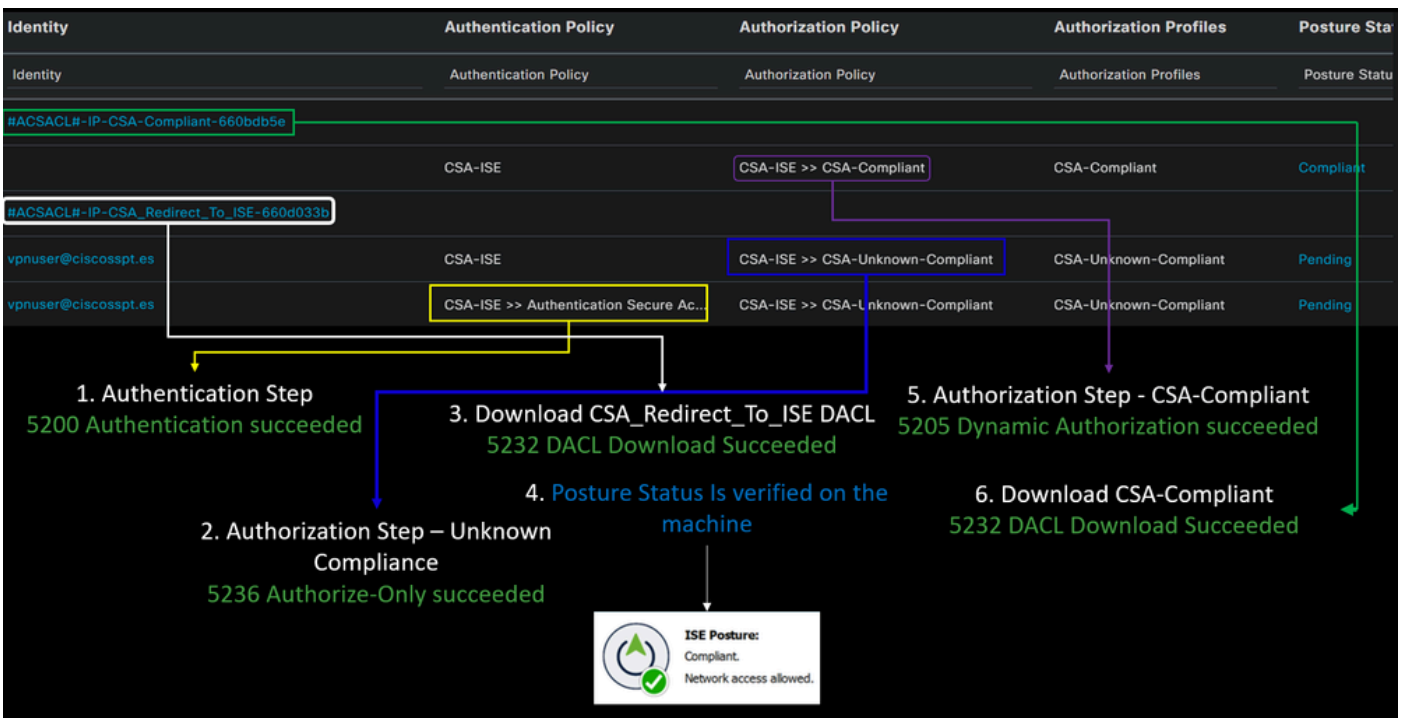 Identity Authentication Policy Authorization Policy Authorization Profiles Posture Sta
Identity Authentication Policy Authorization Policy Authorization Profiles Posture Statu
#ACSACL#-IP-CSA-Compliant-660bdb5e
CSA-ISE CSA-ISE >> CSA-Compliant CSA-Compliant Compliant
#ACSACL#-IP-CSA_Redirect_To_ISE-660d033b
vpnuser@ciscosspt.es CSA-ISE CSA-ISE >> CSA-Unknown-Compliant CSA-Unknown-Compliant Pending
vpnuser@ciscosspt.es CSA-ISE >> Authentication Secure Ac... CSA-ISE >> CSA-Unknown-Compliant CSA-Unknown-Compliant Pending
1. Authentication Step
5200 Authentication succeeded
2. Authorization Step – Unknown
Compliance
5236 Authorize-Only succeeded
3. Download CSA_Redirect_To_ISE DACL
5232 DACL Download Succeeded
4. Posture Status Is verified on the
machine
ISE Posture:
Compliant.
Network access allowed.
5. Authorization Step - CSA-Compliant
5205 Dynamic Authorization succeeded
6. Download CSA-Compliant
5232 DACL Download Succeeded